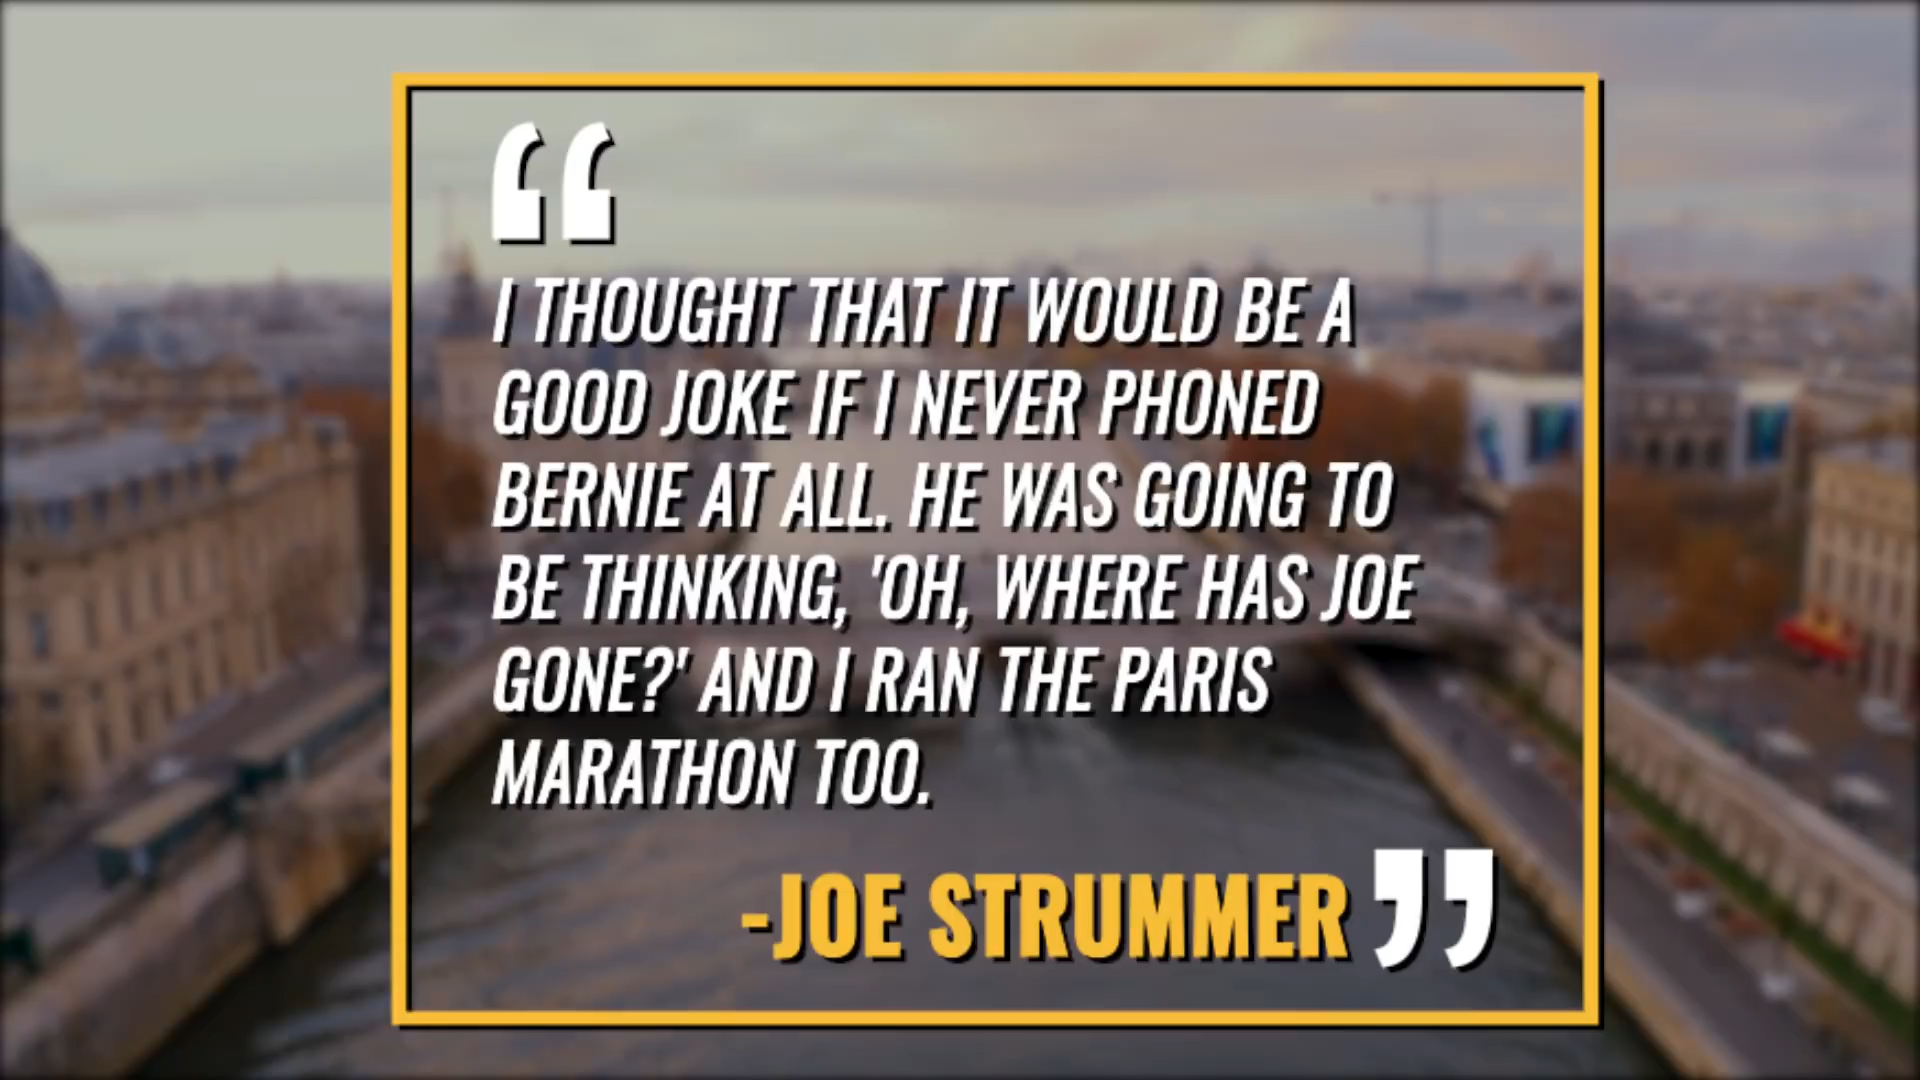 “
I THOUGHT THAT IT WOULD BE A
GOOD JOKE IF I NEVER PHONED
BERNIE AT ALL. HE WAS GOING TO
BE THINKING, 'OH, WHERE HAS JOE
GONE?' AND I RAN THE PARIS
MARATHON TOO.
-JOE STRUMMER ”